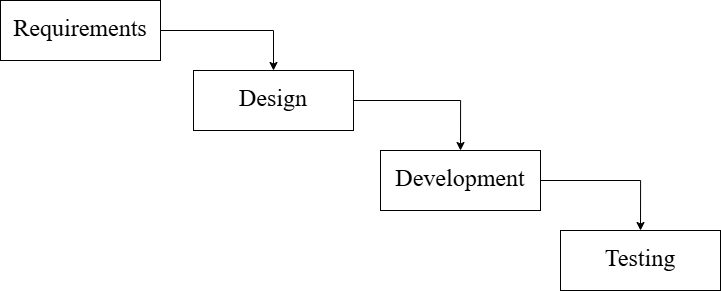 Requirements
Design
Development
Testing